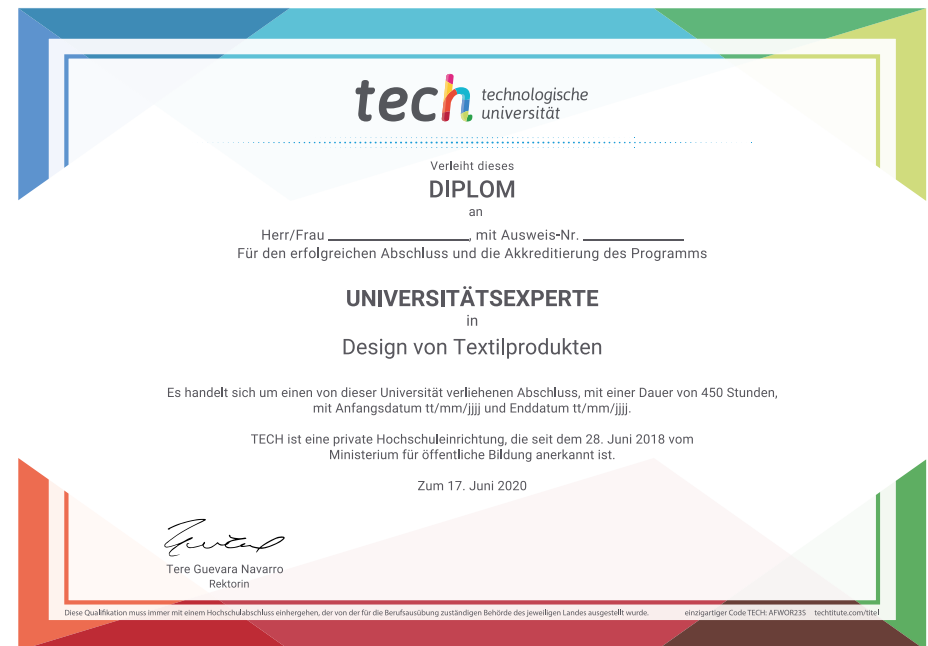 tech technologische
universität
Verleiht dieses
DIPLOM
an
Herr/Frau ____________________, mit Ausweis-Nr. ______________
Für den erfolgreichen Abschluss und die Akkreditierung des Programms
UNIVERSITÄTSEXPERTE
in
Design von Textilprodukten
Es handelt sich um einen von dieser Universität verliehenen Abschluss, mit einer Dauer von 450 Stunden,
mit Anfangsdatum tt/mm/jjjj und Enddatum tt/mm/jjjj.
TECH ist eine private Hochschuleinrichtung, die seit dem 28. Juni 2018 vom
Ministerium für öffentliche Bildung anerkannt ist.
Zum 17. Juni 2020
Tere Guevara Navarro
Rektorin
Diese Qualifikation muss immer mit einem Hochschulabschluss einhergehen, der von der für die Berufsausübung zuständigen Behörde des jeweiligen Landes ausgestellt wurde. einzigartiger Code TECH: AFWOR23S techtitute.com/titel